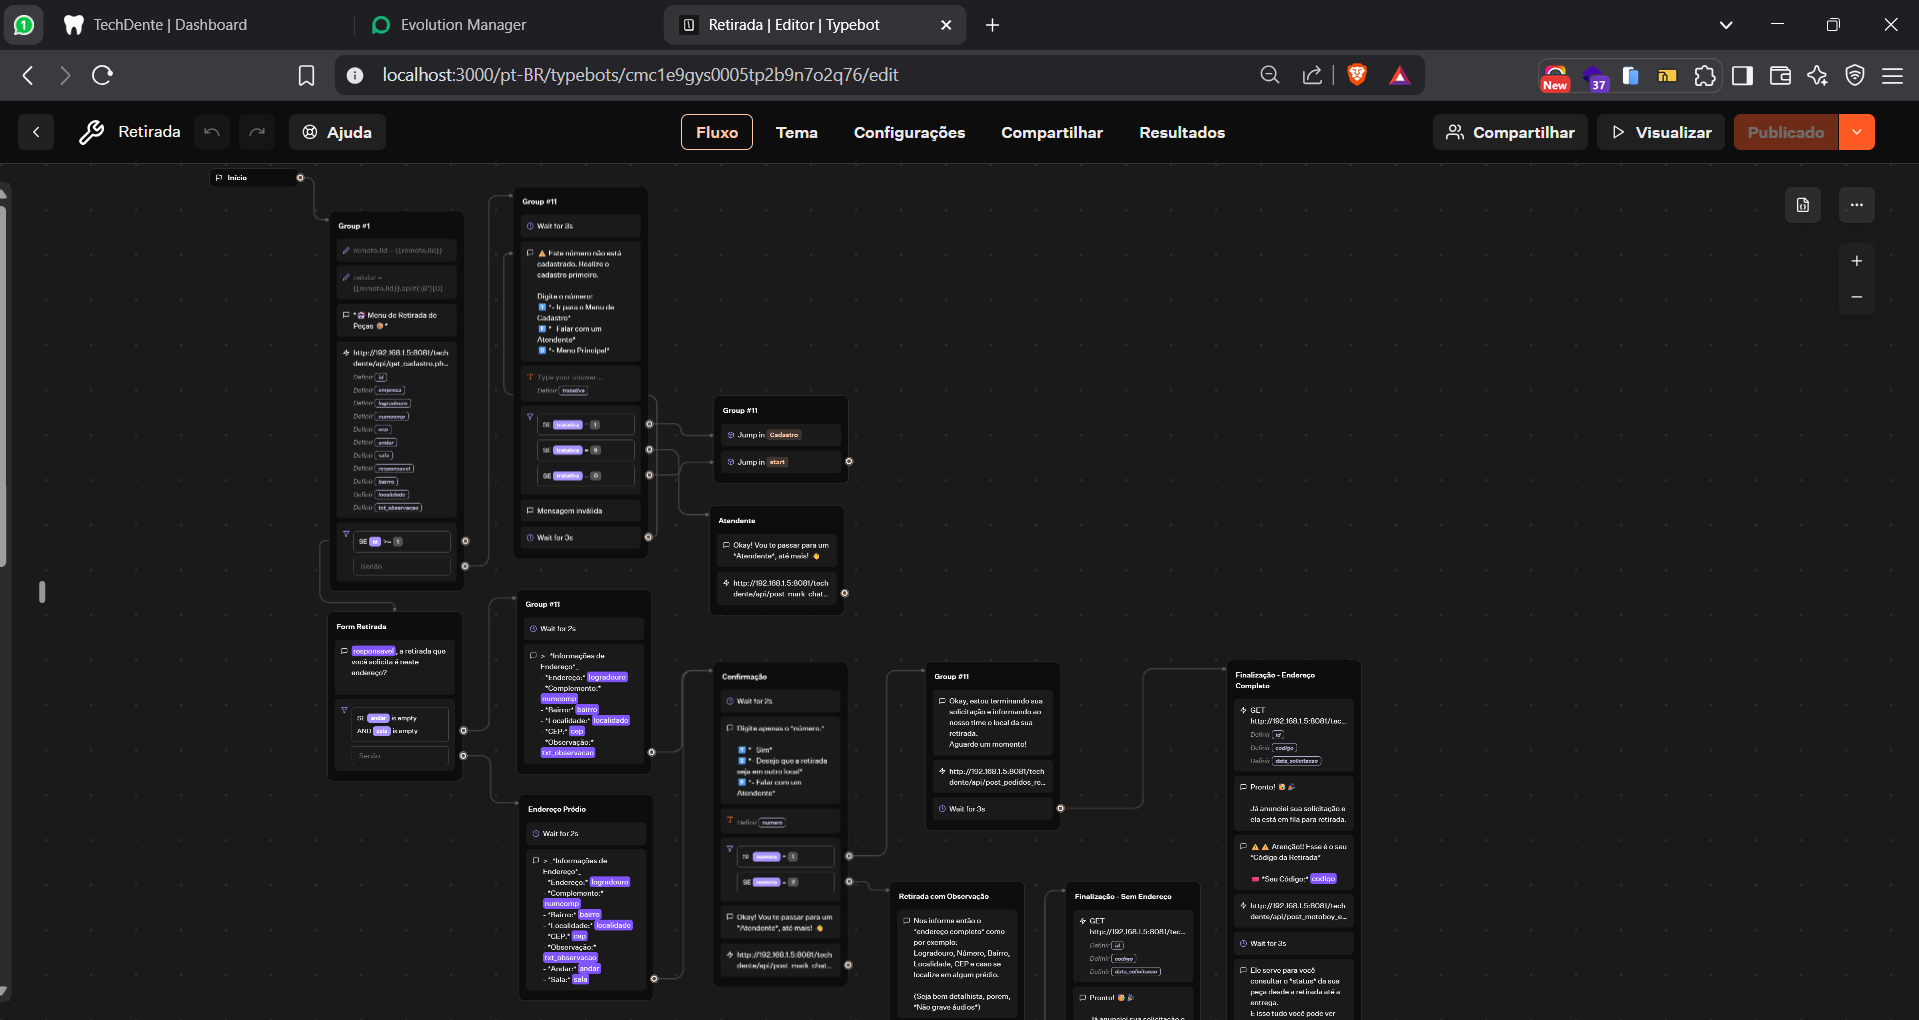 TechDente | Dashboard
Evolution Manager
Retirada | Editor | Typebot
localhost:3000/pt-BR/typebots/cmc1e9gys0005tp2b9n7o2q76/edit
New
37
Retirada
Ajuda
Fluxo
Tema
Configurações
Compartilhar
Resultados
Compartilhar
Visualizar
Publicado
Início
Group #1
remoteJid = {{remoteJid}}
celular =
{{remoteJid}}.split('@')[0]
*📆 Menu de Retirada de
Peças 📦*
http://192.168.1.5:8081/tech
dente/api/get_cadastro.ph...
Definir id
Definir empresa
Definir logradouro
Definir numcomp
Definir cep
Definir andar
Definir sala
Definir responsavel
Definir bairro
Definir localidade
Definir txt_observacao
SE id >= 1
Senão
Group #11
Wait for 3s
⚠️ Este número não está
cadastrado. Realize o
cadastro primeiro.
Digite o número:
1️⃣ *- Ir para o Menu de
Cadastro*
*- Falar com um
Atendente*
*- Menu Principal*
Type your answer...
Definir tratativa
SE tratativa = 1
SE tratativa = 9
SE tratativa = 0
Mensagem inválida
Wait for 3s
Group #11
Jump in Cadastro
Jump in start
Atendente
Okay! Vou te passar para um
*Atendente*, até mais! 👋
http://192.168.1.5:8081/tech
dente/api/post_mark_chat...
Form Retirada
responsavel, a retirada que
você solicita é neste
endereço?
SE andar is empty
AND sala is empty
Senão
Group #11
Wait for 2s
> _*Informações de
Endereço*_
- *Endereço:* logradouro
- *Complemento:*
numcomp
- *Bairro:* bairro
- *Localidade:* localidade
- *CEP:* cep
- *Observação:*
txt_observacao
Endereço Prédio
Wait for 2s
> _*Informações de
Endereço*_
- *Endereço:* logradouro
- *Complemento:*
numcomp
- *Bairro:* bairro
- *Localidade:* localidade
- *CEP:* cep
- *Observação:*
txt_observacao
- *Andar:* andar
- *Sala:* sala
Confirmação
Wait for 2s
Digite apenas o *número.*
1️⃣ *- Sim*
2️⃣ *- Desejo que a retirada
seja em outro local*
*- Falar com um
Atendente*
Definir numero
SE numero = 1
SE numero = 2
Okay! Vou te passar para um
*Atendente*, até mais! 👋
http://192.168.1.5:8081/tech
dente/api/post_mark_chat...
Group #11
Okay, estou terminando sua
solicitação e informando ao
nosso time o local da sua
retirada.
Aguarde um momento!
http://192.168.1.5:8081/tech
dente/api/post_pedidos_re...
Wait for 3s
Retirada com Observação
Nos informe então o
*endereço completo* como
por exemplo:
Logradouro, Número, Bairro,
Localidade, CEP e caso se
localize em algum prédio.
(Seja bem detalhista, porem,
*Não grave áudios*)
Finalização - Sem Endereço
GET
http://192.168.1.5:8081/tec...
Definir id
Definir codigo
Definir data_solicitacao
Pronto! 🥳 🎉
Já anunciei sua solicitação e
Finalização - Endereço
Completo
GET
http://192.168.1.5:8081/tec...
Definir id
Definir codigo
Definir data_solicitacao
Pronto! 🥳 🎉
Já anunciei sua solicitação e
ela está em fila para retirada.
⚠️ ⚠️ Atenção!! Esse é o seu
*Código da Retirada*
🎟️ *Seu Código:* codigo
http://192.168.1.5:8081/tech
dente/api/post_motoboy_e...
Wait for 3s
Ele serve para você
consultar o *status* da sua
peça desde a retirada até a
entrega.
E isso tudo você pode ver